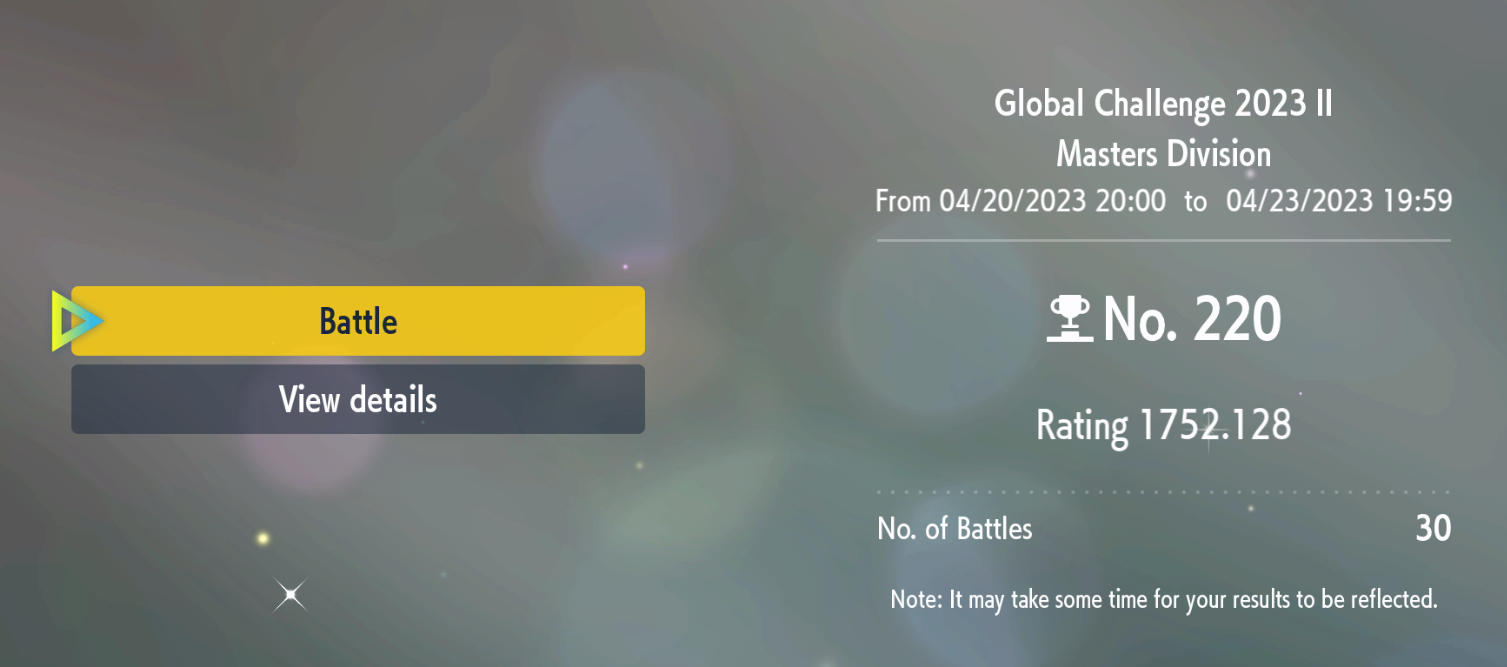 Battle
View details
Global Challenge 2023 II
Masters Division
From 04/20/2023 20:00 to 04/23/2023 19:59
No. 220
Rating 1752.128
No. of Battles 30
Note: It may take some time for your results to be reflected.